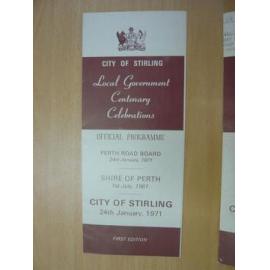 CITY OF STIRLING
Local Government
Centenary
Celebrations
OFFICIAL PROGRAMME
PERTH ROAD BOARD
24th January, 1871
SHIRE OF PERTH
1st July, 1961
CITY OF STIRLING
24th January, 1971
FIRST EDITION